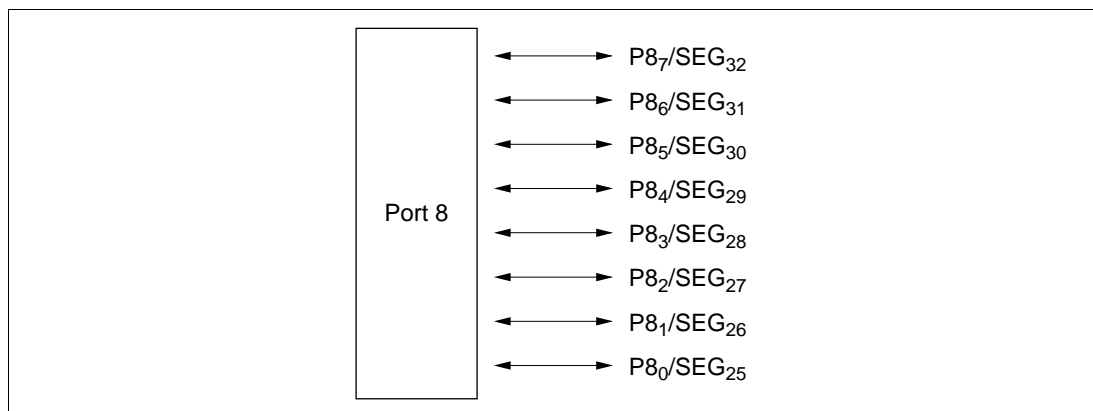 P8₇/SEG₃₂
P8₆/SEG₃₁
P8₅/SEG₃₀
P8₄/SEG₂₉
Port 8
P8₃/SEG₂₈
P8₂/SEG₂₇
P8₁/SEG₂₆
P8₀/SEG₂₅